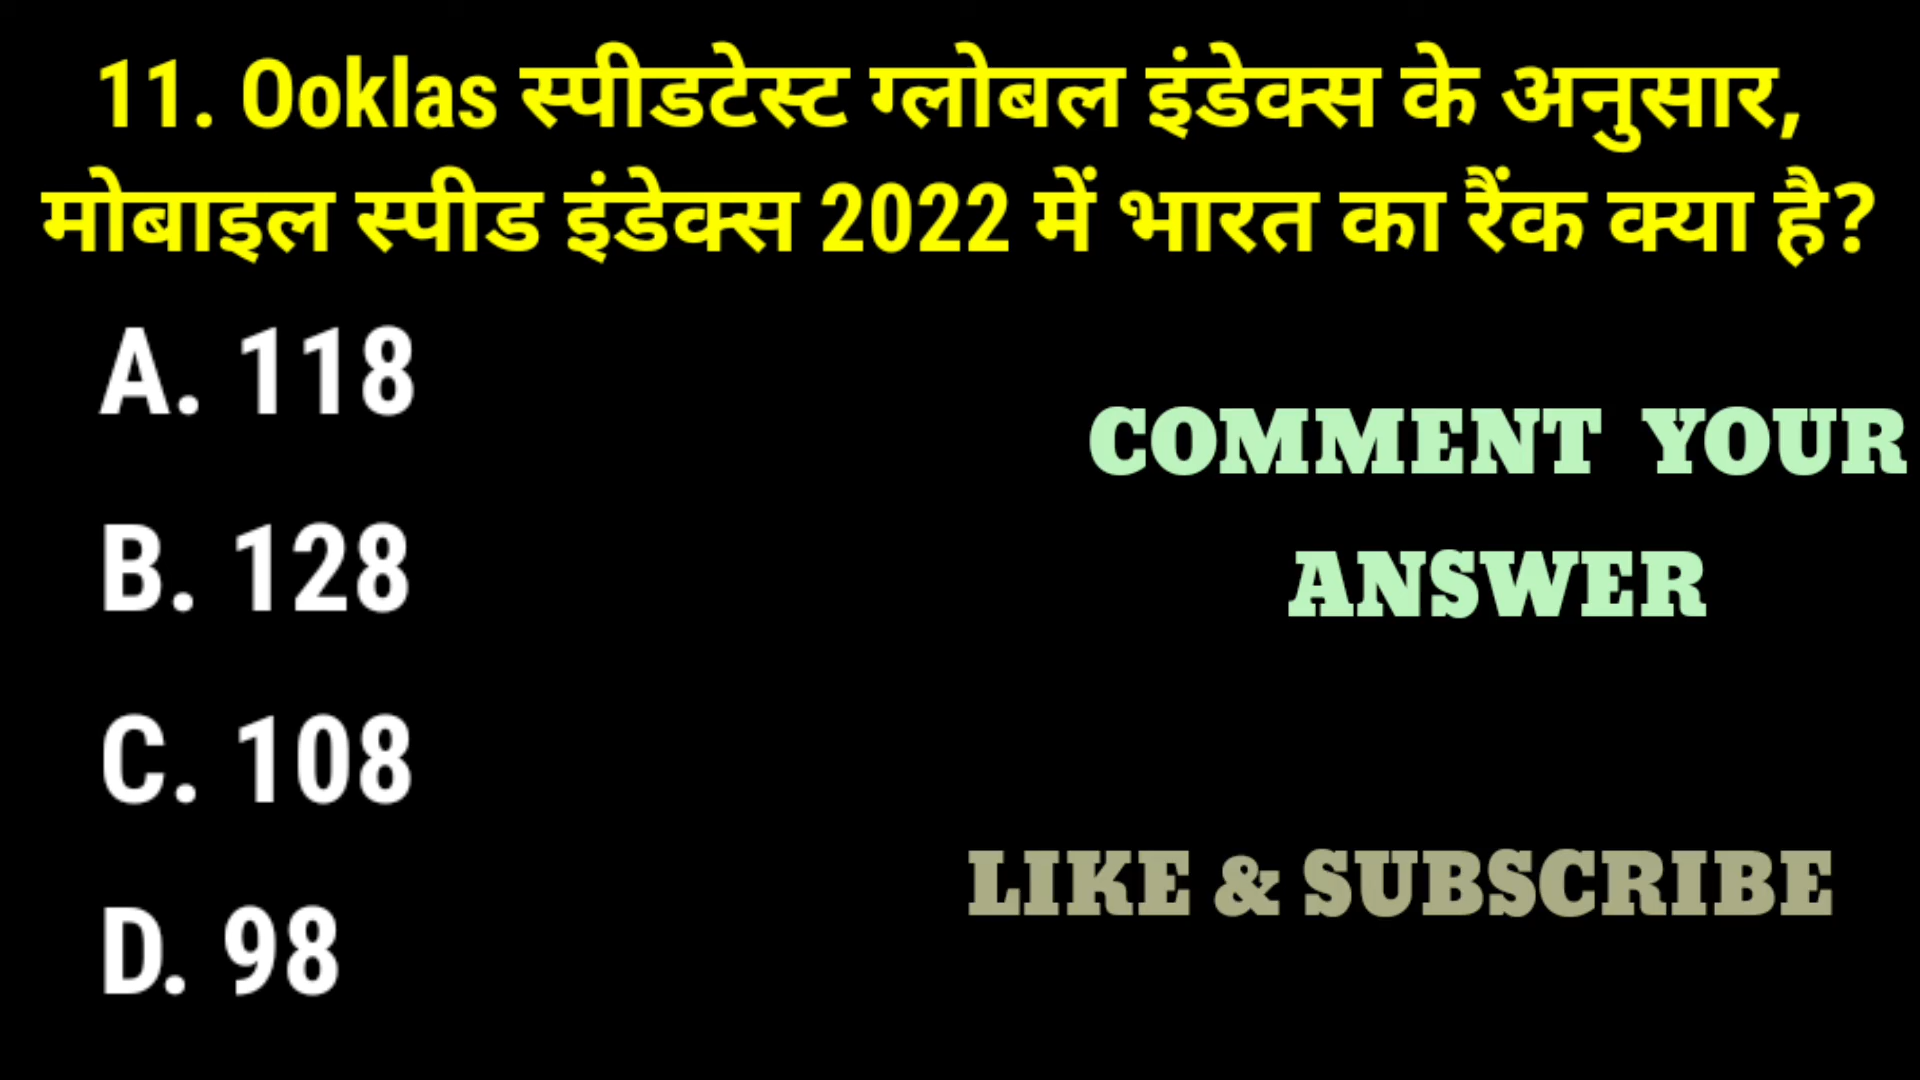 11. Ooklas स्पीडटेस्ट ग्लोबल इंडेक्स के अनुसार,
मोबाइल स्पीड इंडेक्स 2022 में भारत का रैंक क्या है?
A. 118
B. 128
C. 108
D. 98
COMMENT YOUR
ANSWER
LIKE & SUBSCRIBE